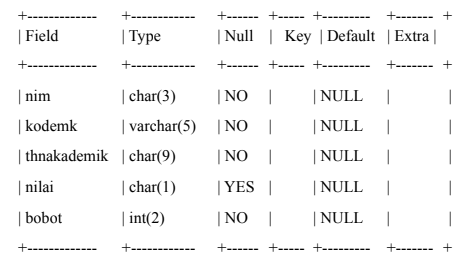 +------------- +------------ +------ +----- +--------- +------- +
| Field | Type | Null | Key | Default | Extra |
+------------- +------------ +------ +----- +--------- +------- +
| nim | char(3) | NO | | NULL | |
| kodemk | varchar(5) | NO | | NULL | |
| thnakademik | char(9) | NO | | NULL | |
| nilai | char(1) | YES | | NULL | |
| bobot | int(2) | NO | | NULL | |
+------------- +------------ +------ +----- +--------- +------- +